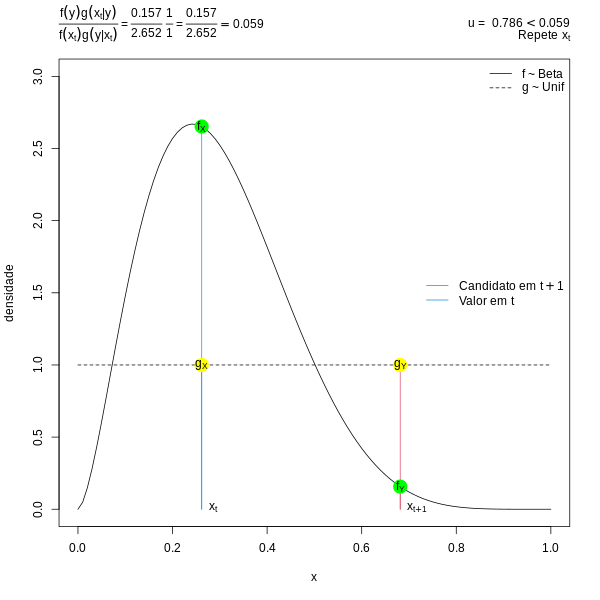 f(y)g(xₜ|y) / f(xₜ)g(y|xₜ) = 0.157 / 2.652 1 / 1 = 0.157 / 2.652 = 0.059
u = 0.786 < 0.059
Repete xₜ
f ~ Beta
g ~ Unif
3.0
2.5
2.0
1.5
1.0
0.5
0.0
densidade
fX
Candidato em t + 1
Valor em t
gX
gY
fY
xₜ
xₜ₊₁
0.0 0.2 0.4 0.6 0.8 1.0
x